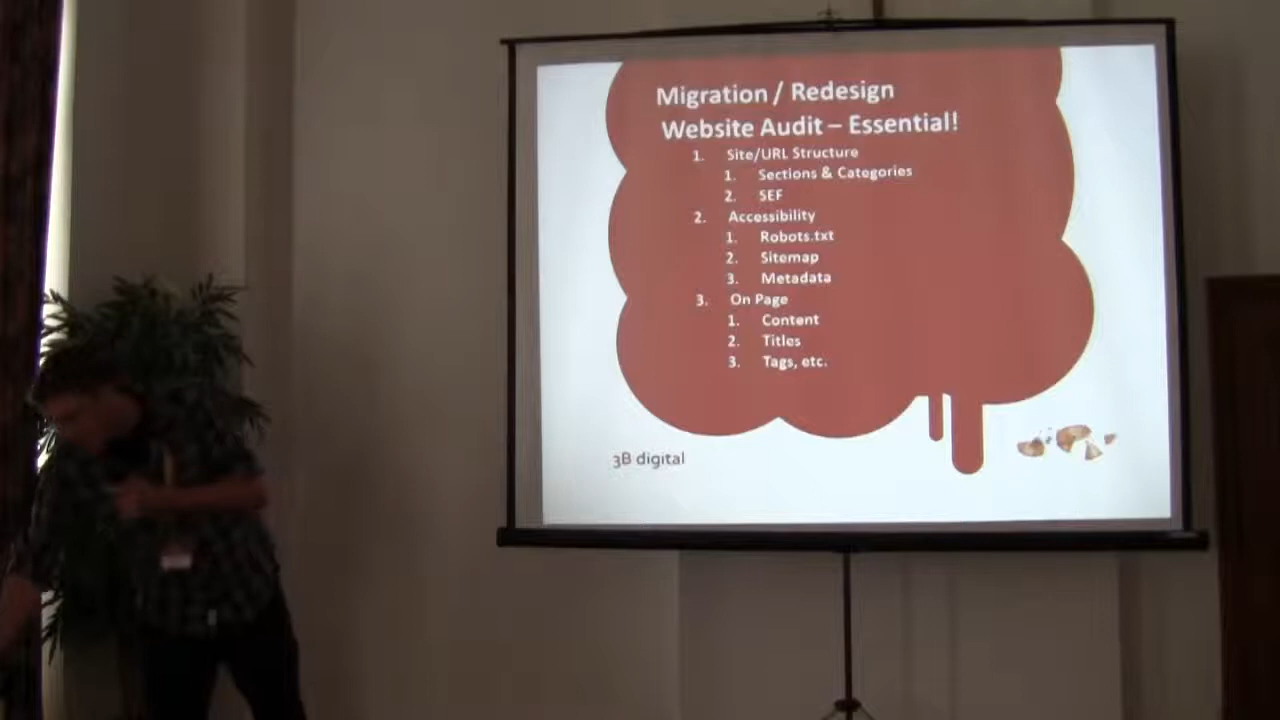 Migration / Redesign
Website Audit – Essential!
1. Site/URL Structure
1. Sections & Categories
2. SEF
2. Accessibility
1. Robots.txt
2. Sitemap
3. Metadata
3. On Page
1. Content
2. Titles
3. Tags, etc.
3B digital